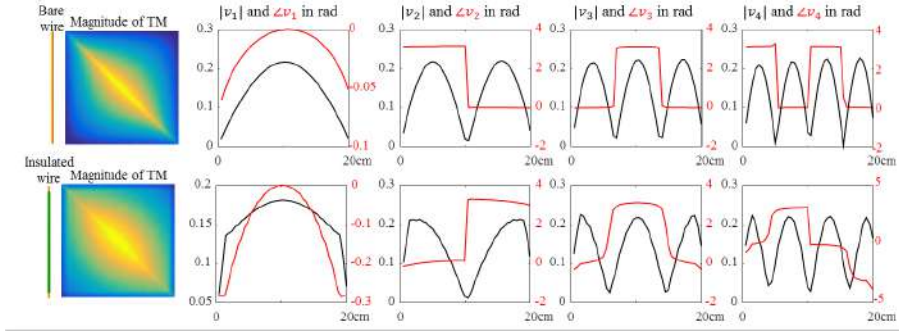 Bare wire
Magnitude of TM
|v₁| and ∠v₁ in rad
|v₂| and ∠v₂ in rad
|v₃| and ∠v₃ in rad
|v₄| and ∠v₄ in rad
0.3 0.2 0.1 0
0 -0.05 -0.1
0 20cm
0.3 0.2 0.1 0
4 2 0 -2
0 20cm
0.3 0.2 0.1 0
4 2 0 -2
0 20cm
0.3 0.2 0.1 0
4 2 0 -2
0 20cm
Insulated wire
Magnitude of TM
0.2 0.15 0.1 0.05
0 -0.1 -0.2 -0.3
0 20cm
0.3 0.2 0.1 0
4 2 0 -2
0 20cm
0.3 0.2 0.1 0
4 2 0 -2
0 20cm
0.3 0.2 0.1 0
5 0 -5
0 20cm